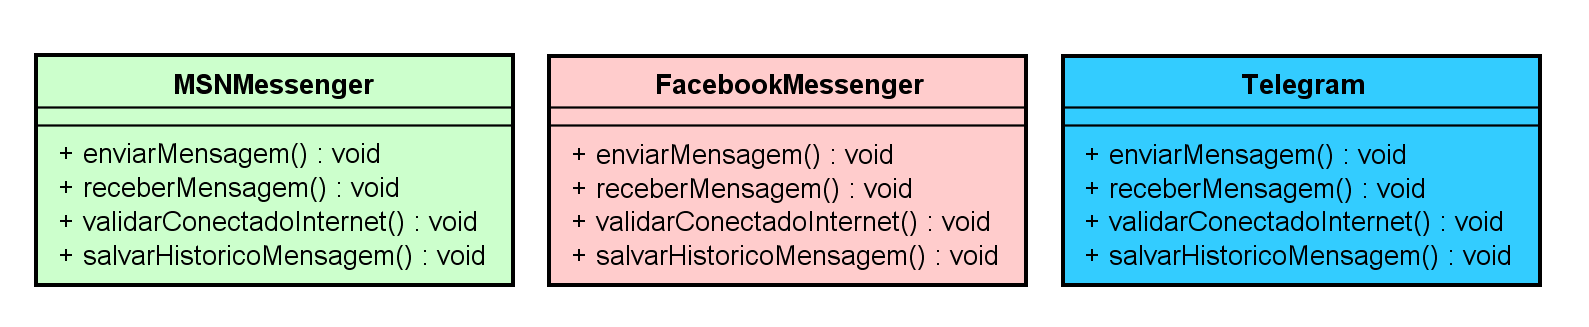 MSNMessenger
+ enviarMensagem() : void
+ receberMensagem() : void
+ validarConectadoInternet() : void
+ salvarHistoricoMensagem() : void
FacebookMessenger
+ enviarMensagem() : void
+ receberMensagem() : void
+ validarConectadoInternet() : void
+ salvarHistoricoMensagem() : void
Telegram
+ enviarMensagem() : void
+ receberMensagem() : void
+ validarConectadoInternet() : void
+ salvarHistoricoMensagem() : void